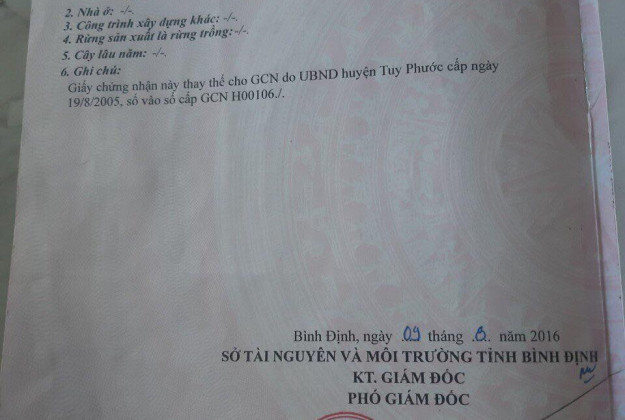 2. Nhà ở: -/-.
3. Công trình xây dựng khác: -/-.
4. Rừng sản xuất là rừng trồng: -/-.
5. Cây lâu năm: -/-.
6. Ghi chú:
Giấy chứng nhận này thay thế cho GCN do UBND huyện Tuy Phước cấp ngày
19/8/2005, số vào sổ cấp GCN H00106./.
Bình Định, ngày .09 tháng .8. năm 2016
SỞ TÀI NGUYÊN VÀ MÔI TRƯỜNG TỈNH BÌNH ĐỊNH
KT. GIÁM ĐỐC
PHÓ GIÁM ĐỐC